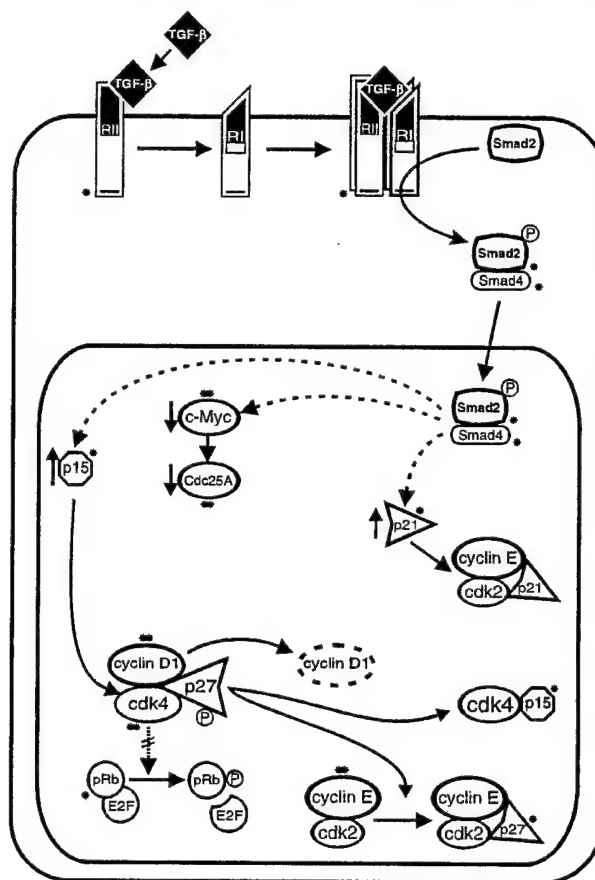 TGF-β
TGF-β
RII
RI
TGF-β
RII
RI
Smad2
P
Smad2
Smad4
P
Smad2
Smad4
c-Myc
Cdc25A
p15
p21
cyclin E
cdk2
p21
cyclin D1
cdk4
p27
P
cyclin D1
cdk4
p15
pRb
E2F
pRb
P
E2F
cyclin E
cdk2
cyclin E
cdk2
p27